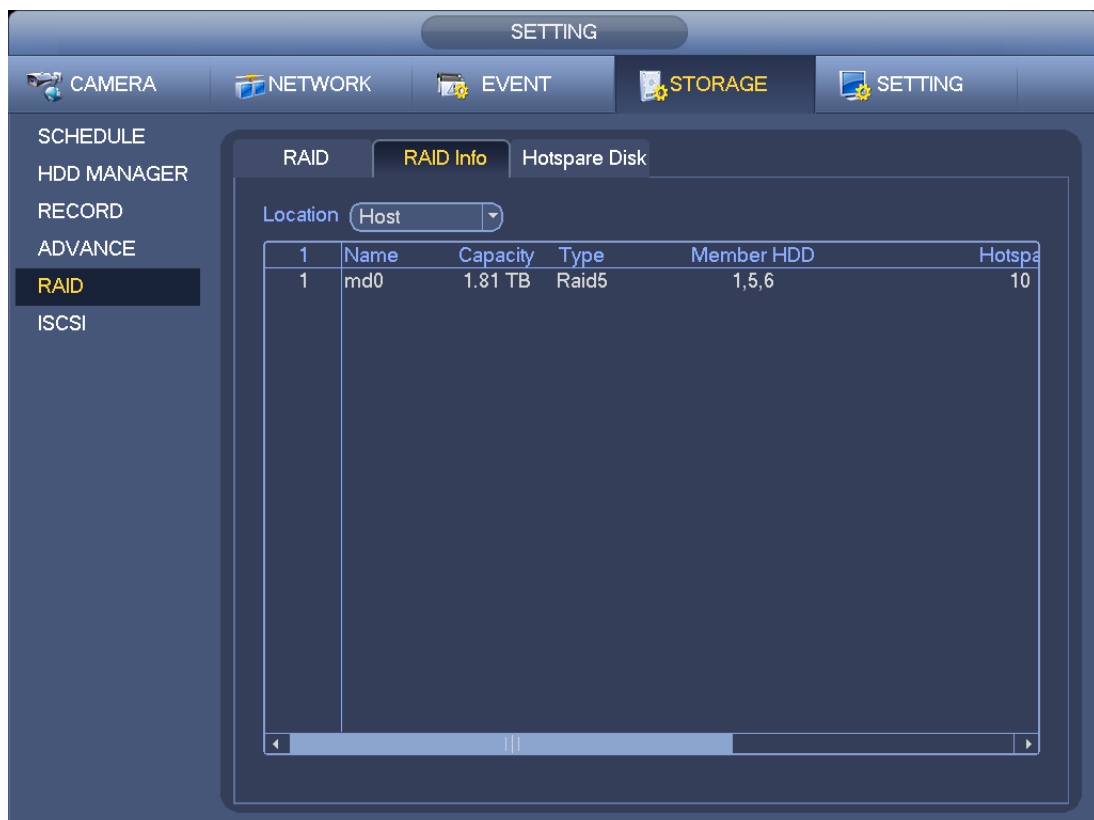 SETTING
CAMERA NETWORK EVENT STORAGE SETTING
SCHEDULE
HDD MANAGER
RECORD
ADVANCE
RAID
ISCSI
RAID RAID Info Hotspare Disk
Location Host
1 Name Capacity Type Member HDD Hotspa
1 md0 1.81 TB Raid5 1,5,6 10